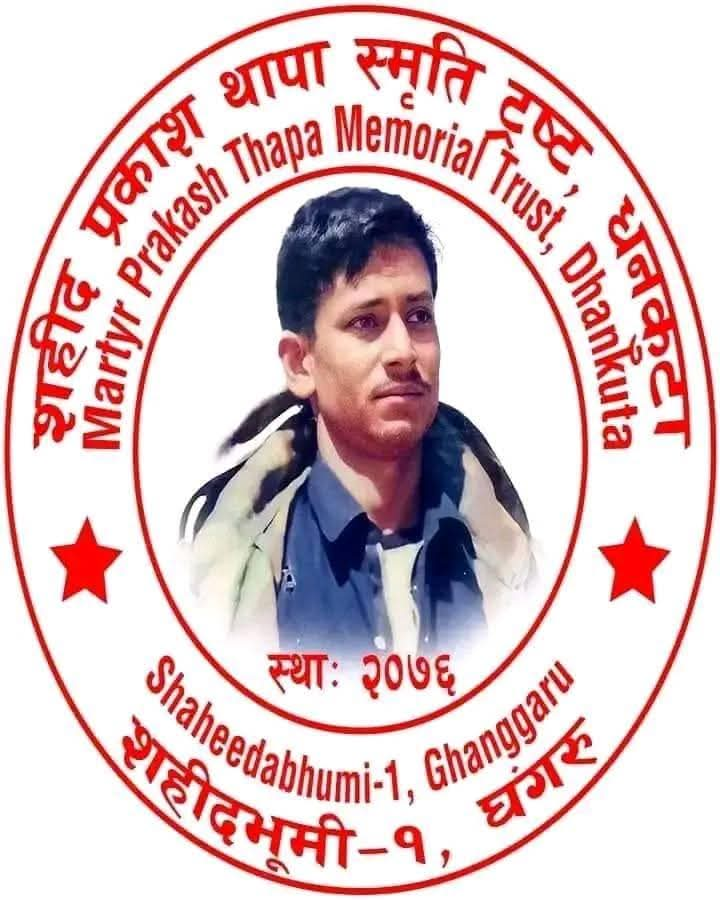 शहीद प्रकाश थापा स्मृति ट्रष्ट, धनकुटा
Martyr Prakash Thapa Memorial Trust, Dhankuta
स्था: २०७६
Shaheedabhumi-1, Ghanggaru
शहीदभूमी-१, घंगरु